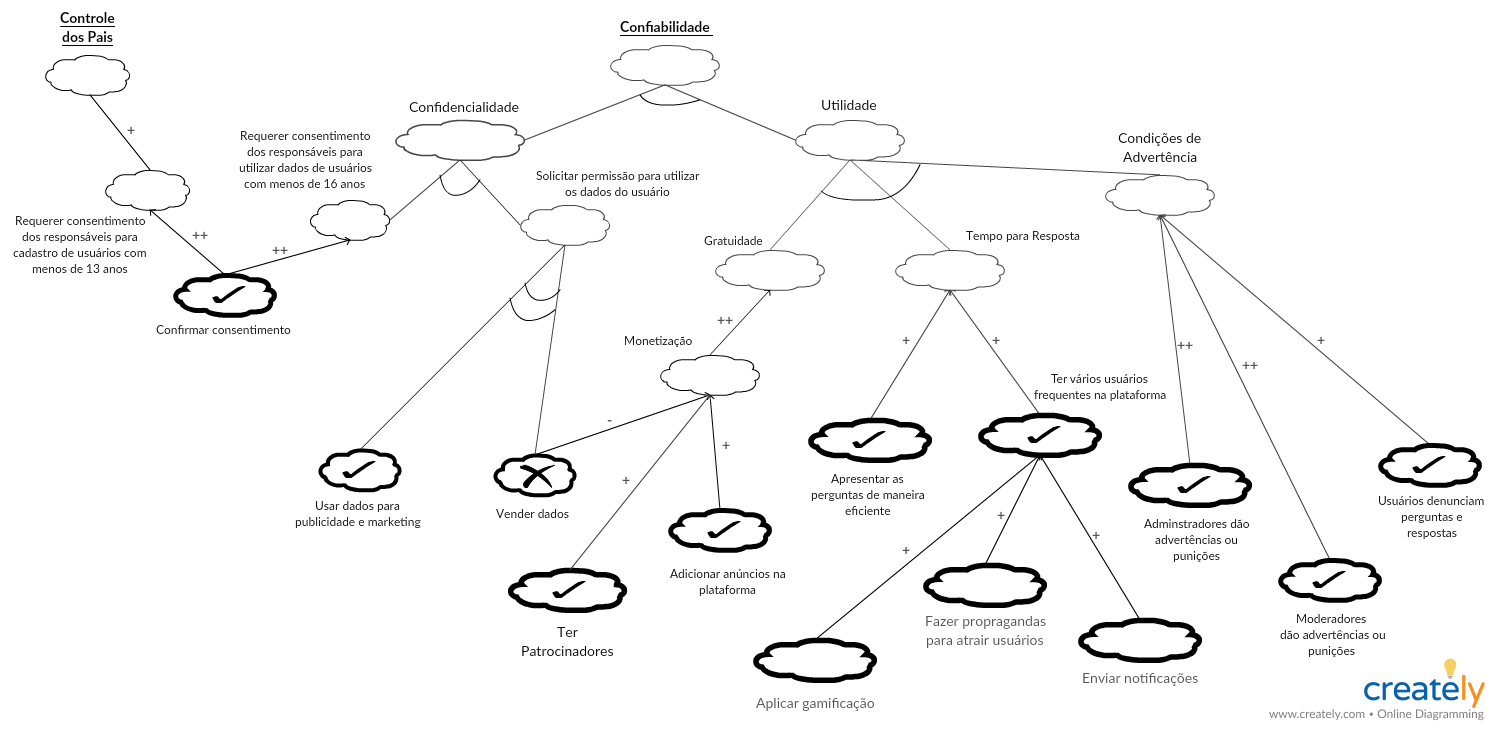 Controle
dos Pais
Confiabilidade
Confidencialidade
Utilidade
Condições de
Advertência
Requerer consentimento
dos responsáveis para
utilizar dados de usuários
com menos de 16 anos
Solicitar permissão para utilizar
os dados do usuário
+
Requerer consentimento
dos responsáveis para
cadastro de usuários com
menos de 13 anos
++
++
Confirmar consentimento
Gratuidade
Tempo para Resposta
++
Monetização
+
+
++
++
+
Ter vários usuários
frequentes na plataforma
-
+
+
Usar dados para
publicidade e marketing
Vender dados
Apresentar as
perguntas de maneira
eficiente
Adminstradores dão
advertências ou
punições
Usuários denunciam
perguntas e
respostas
+
+
+
Adicionar anúncios na
plataforma
Ter
Patrocinadores
Fazer propragandas
para atrair usuários
Moderadores
dão advertências ou
punições
Aplicar gamificação
Enviar notificações
creately
www.creately.com • Online Diagramming